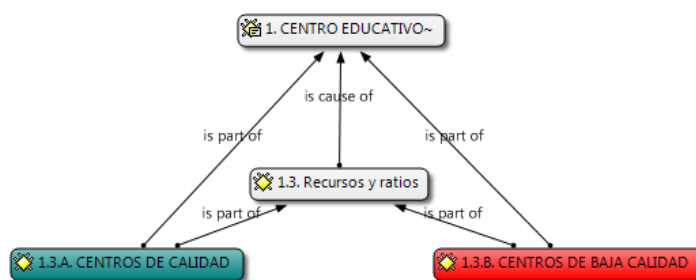 1. CENTRO EDUCATIVO~
is cause of
is part of
is part of
1.3. Recursos y ratios
is part of
is part of
1.3.A. CENTROS DE CALIDAD
1.3.B. CENTROS DE BAJA CALIDAD